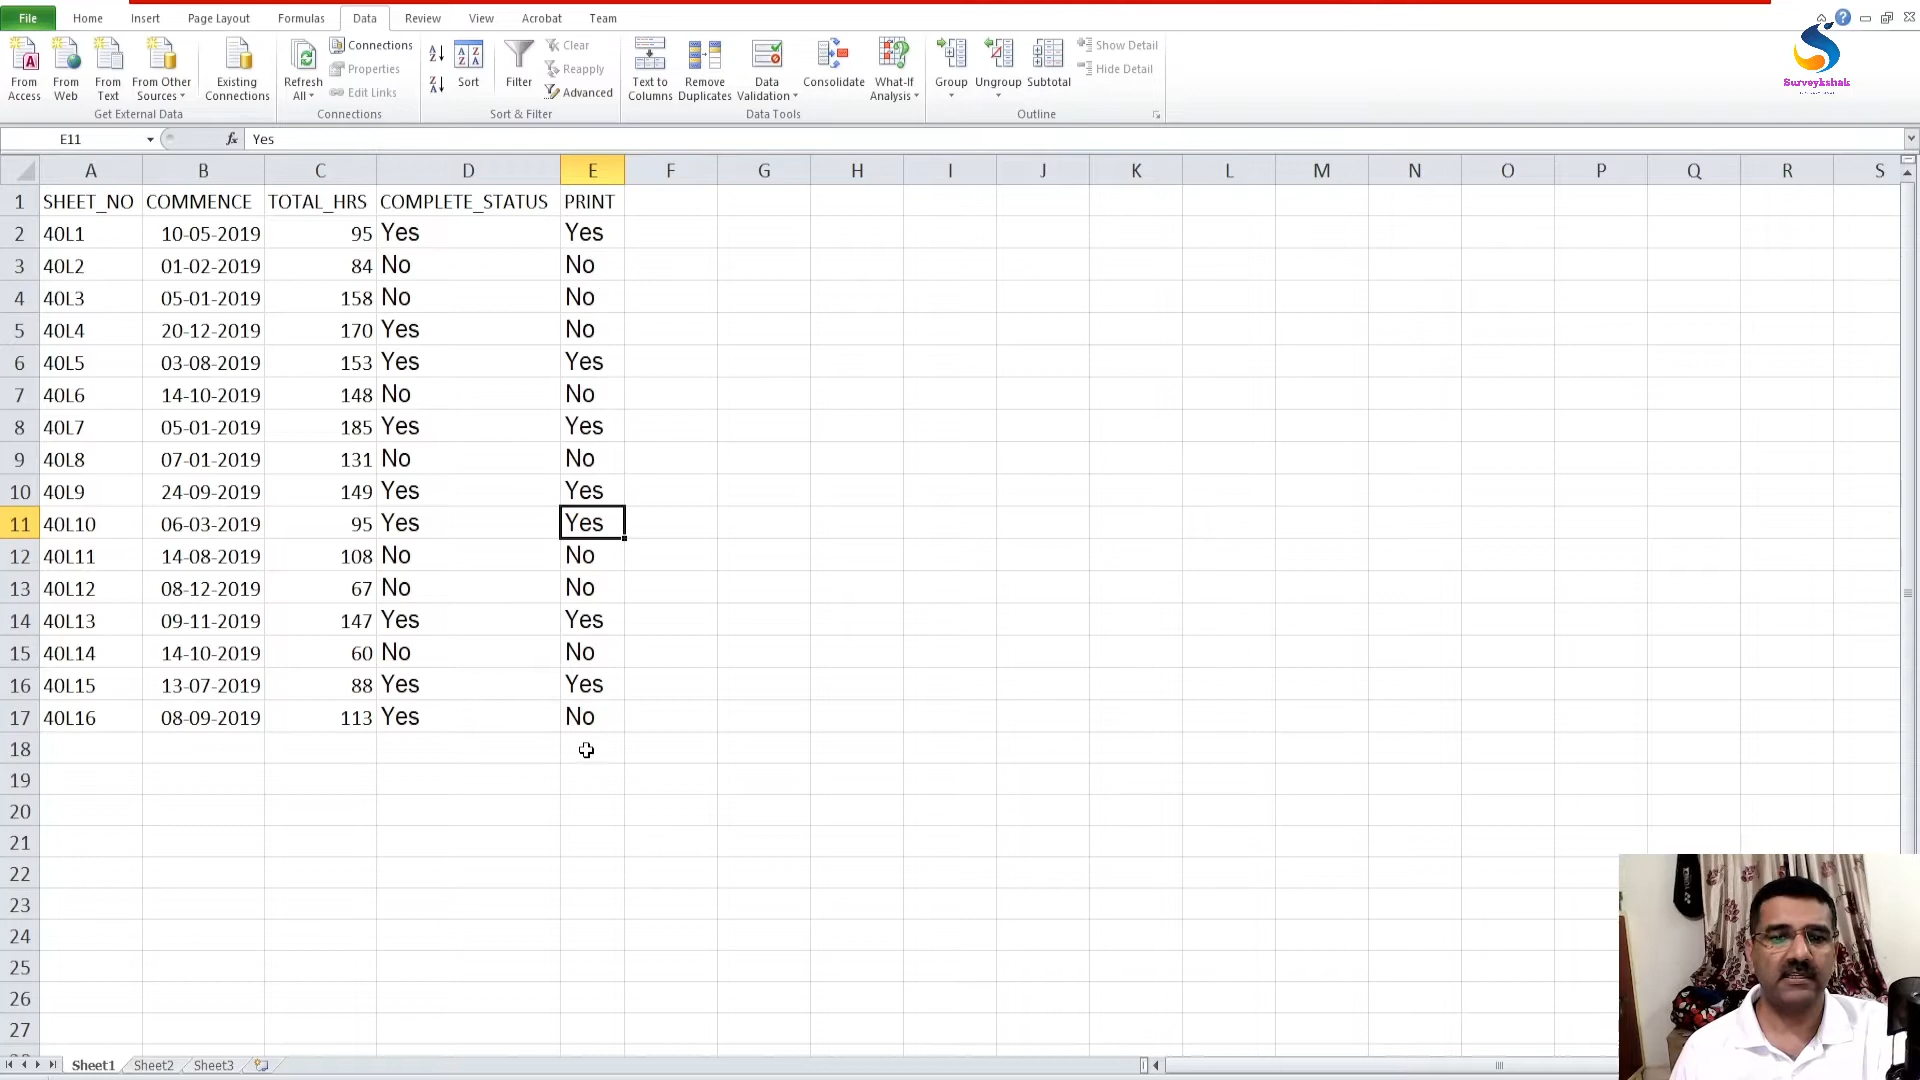 File Home Insert Page Layout Formulas Data Review View Acrobat Team
From Access From Web From Text From Other Sources Existing Connections
Get External Data
Refresh All Connections Properties Edit Links
Connections
Sort Filter Clear Reapply Advanced
Sort & Filter
Text to Columns Remove Duplicates Data Validation Consolidate What-If Analysis
Data Tools
Group Ungroup Subtotal Show Detail Hide Detail
Outline
Surveykshak
E11 fx Yes
A B C D E F G H I J K L M N O P Q R S
1 SHEET_NO COMMENCE TOTAL_HRS COMPLETE_STATUS PRINT
2 40L1 10-05-2019 95 Yes Yes
3 40L2 01-02-2019 84 No No
4 40L3 05-01-2019 158 No No
5 40L4 20-12-2019 170 Yes No
6 40L5 03-08-2019 153 Yes Yes
7 40L6 14-10-2019 148 No No
8 40L7 05-01-2019 185 Yes Yes
9 40L8 07-01-2019 131 No No
10 40L9 24-09-2019 149 Yes Yes
11 40L10 06-03-2019 95 Yes Yes
12 40L11 14-08-2019 108 No No
13 40L12 08-12-2019 67 No No
14 40L13 09-11-2019 147 Yes Yes
15 40L14 14-10-2019 60 No No
16 40L15 13-07-2019 88 Yes Yes
17 40L16 08-09-2019 113 Yes No
18
19
20
21
22
23
24
25
26
27
Sheet1 Sheet2 Sheet3